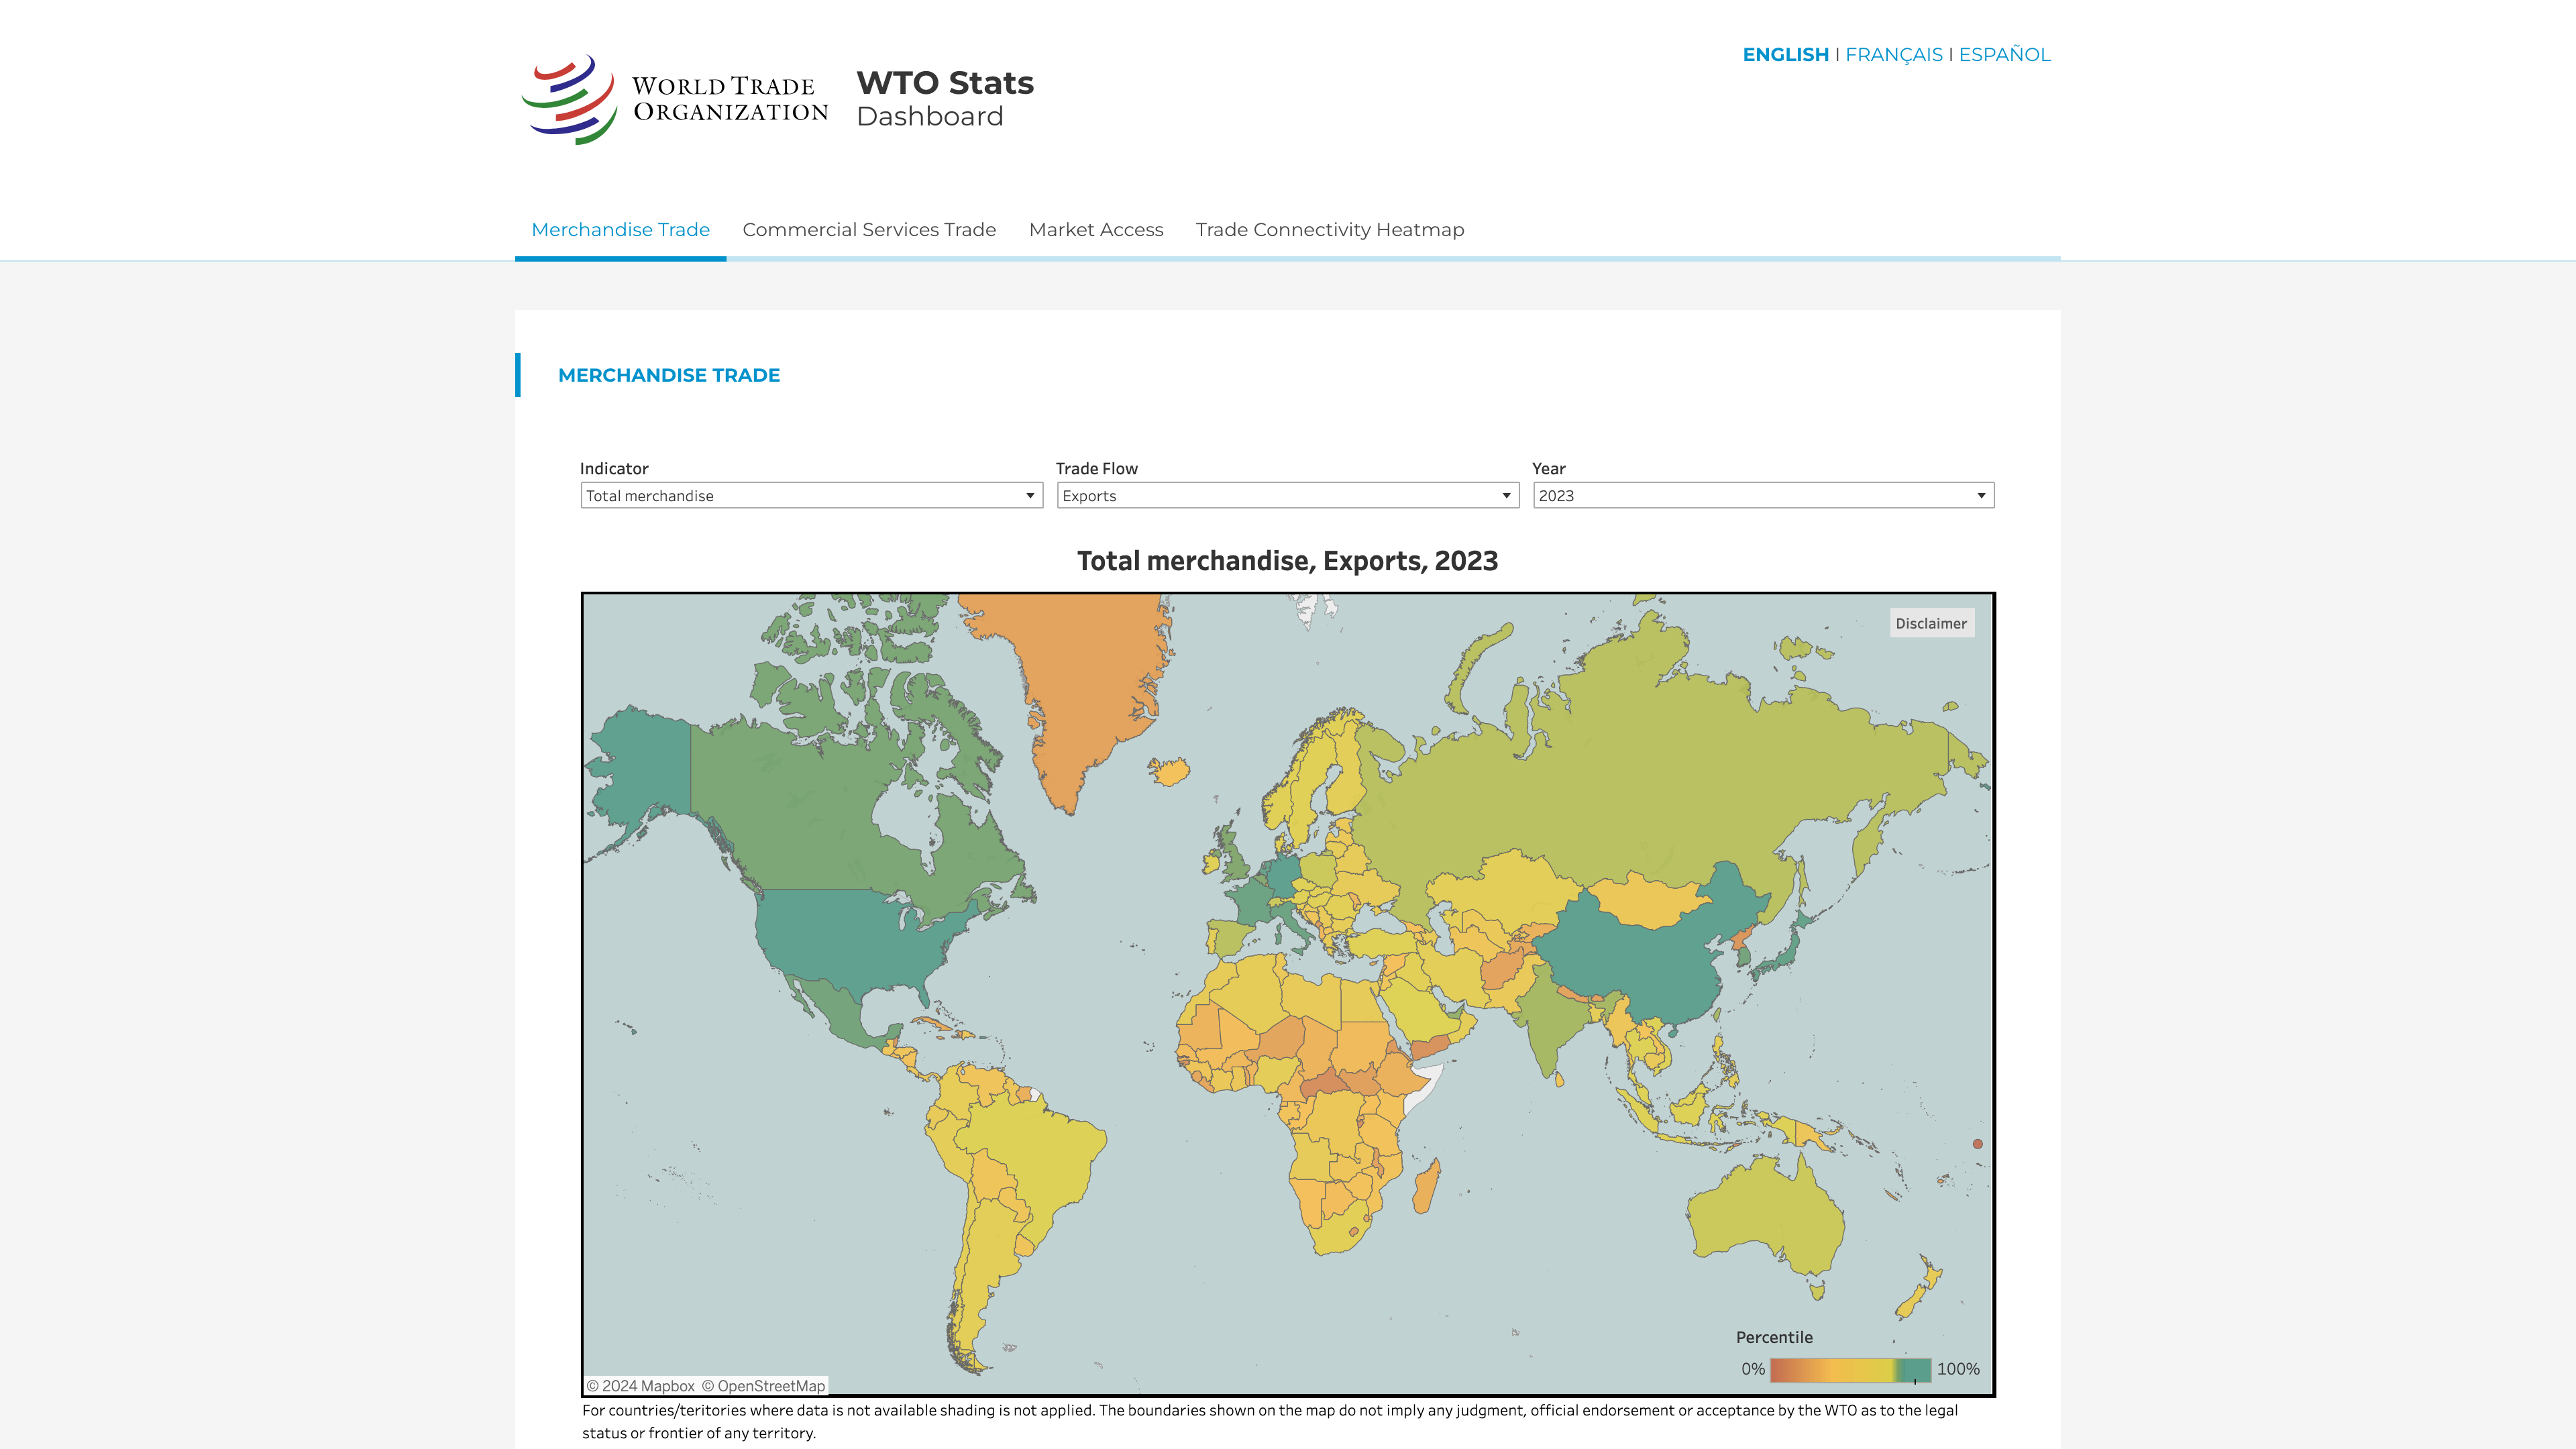 ENGLISH | FRANÇAIS | ESPAÑOL
WORLD TRADE
ORGANIZATION
WTO Stats
Dashboard
Merchandise Trade Commercial Services Trade Market Access Trade Connectivity Heatmap
MERCHANDISE TRADE
Indicator Trade Flow Year
Total merchandise Exports 2023
Total merchandise, Exports, 2023
Disclaimer
Percentile
0% 100%
© 2024 Mapbox © OpenStreetMap
For countries/teritories where data is not available shading is not applied. The boundaries shown on the map do not imply any judgment, official endorsement or acceptance by the WTO as to the legal
status or frontier of any territory.